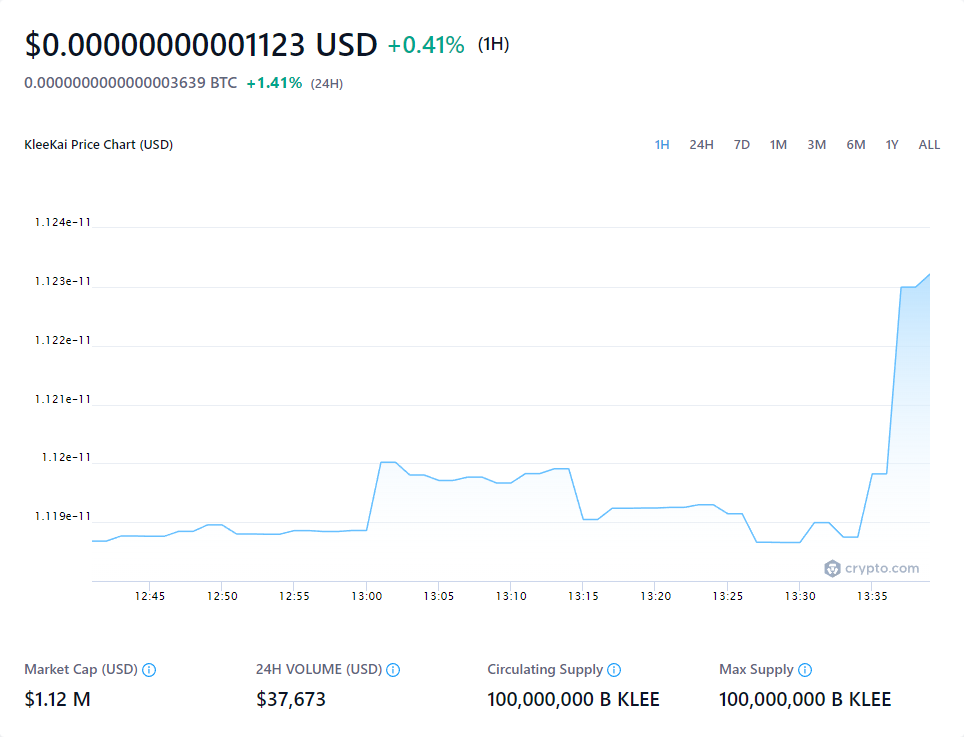 $0.00000000001123 USD +0.41% (1H)
0.0000000000000003639 BTC +1.41% (24H)
KleeKai Price Chart (USD) 1H 24H 7D 1M 3M 6M 1Y ALL
1.124e-11
1.123e-11
1.122e-11
1.121e-11
1.12e-11
1.119e-11
crypto.com
12:45 12:50 12:55 13:00 13:05 13:10 13:15 13:20 13:25 13:30 13:35
Market Cap (USD) 24H VOLUME (USD) Circulating Supply Max Supply
$1.12 M $37,673 100,000,000 B KLEE 100,000,000 B KLEE